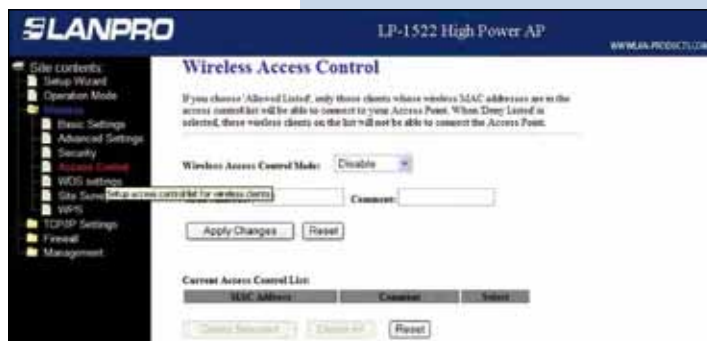 LANPRO
LP-1522 High Power AP
Site contents:
Setup Wizard
Operation Mode
Wireless
Basic Settings
Advanced Settings
Security
Access Control
WDS settings
Site
Setup access control list for wireless clients
WPS
TCP/IP Settings
Firewall
Management
Wireless Access Control
If you choose 'Allowed Listed', only those clients whose wireless MAC addresses are in the
access control list will be able to connect to your Access Point. When 'Deny Listed' is
selected, these wireless clients on the list will not be able to connect the Access Point.
Wireless Access Control Mode: Disable
Comment:
Apply Changes Reset
Current Access Control List:
MAC Address Comment Select
Delete Selected Delete All Reset